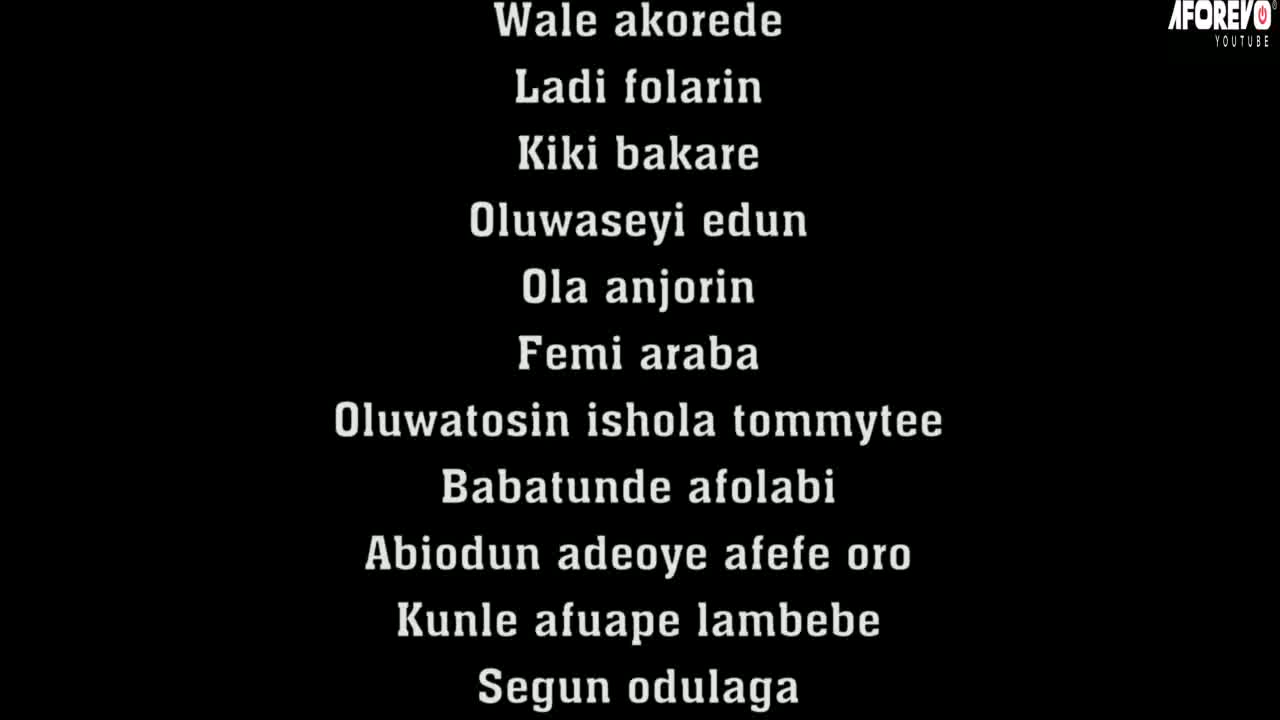 AFOREVO
YOUTUBE
Wale akorede
Ladi folarin
Kiki bakare
Oluwaseyi edun
Ola anjorin
Femi araba
Oluwatosin ishola tommytee
Babatunde afolabi
Abiodun adeoye afefe oro
Kunle afuape lambebe
Segun odulaga